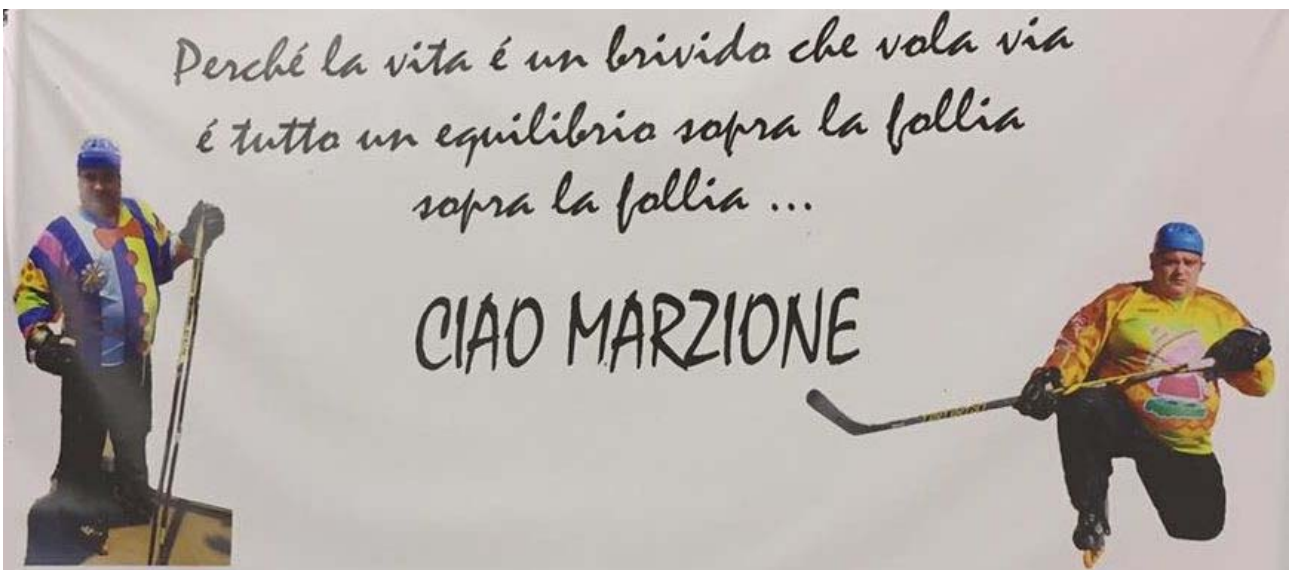 Perché la vita é un brivido che vola via
é tutto un equilibrio sopra la follia
sopra la follia ...
CIAO MARZIONE